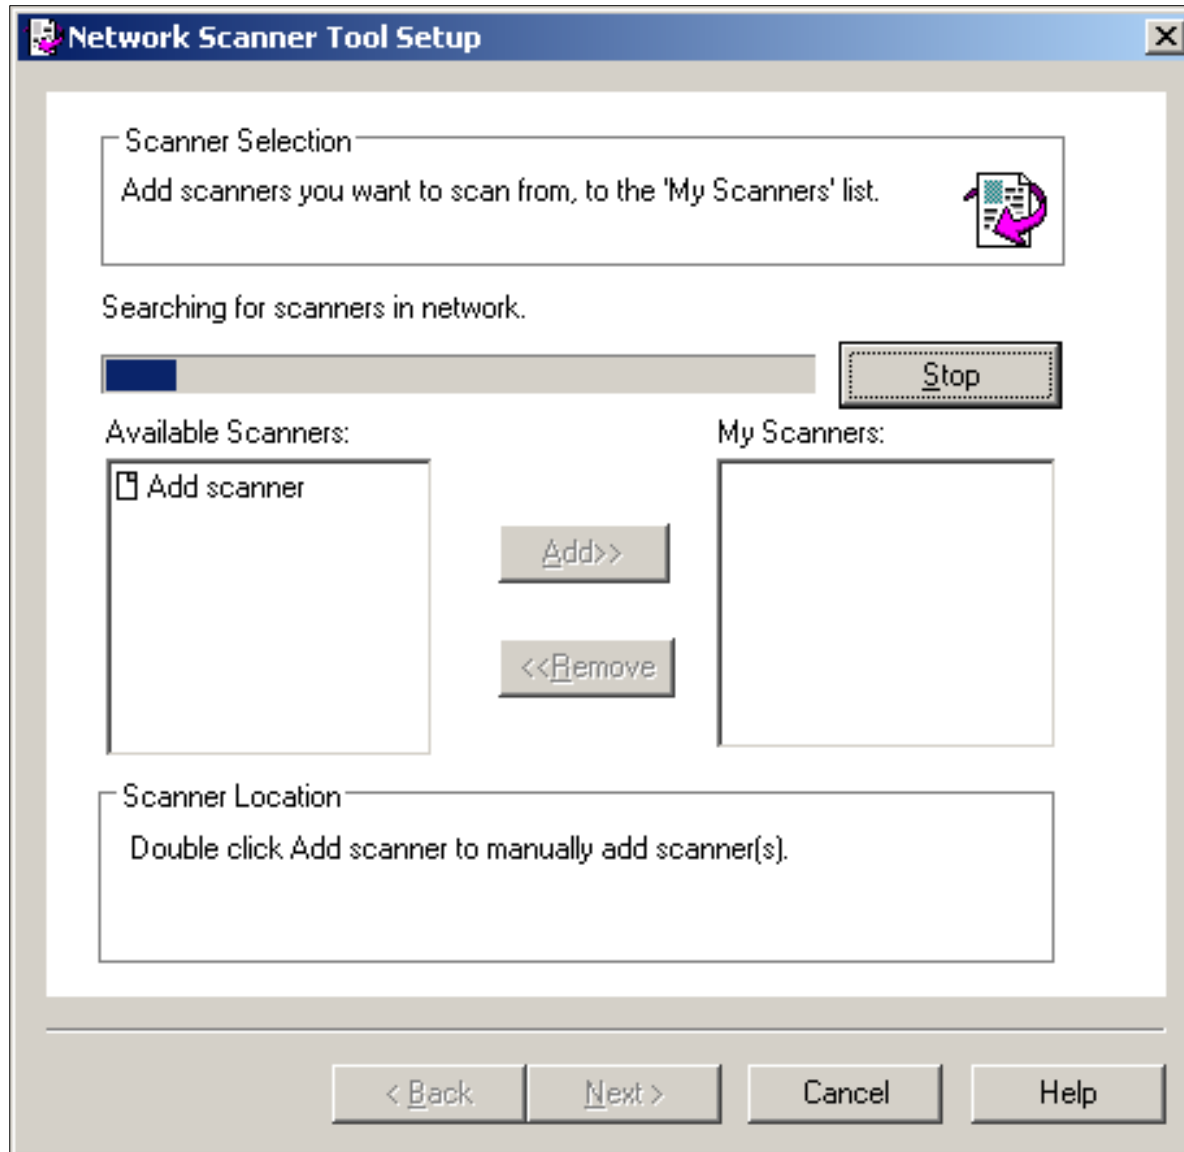 Network Scanner Tool Setup
Scanner Selection
Add scanners you want to scan from, to the 'My Scanners' list.
Searching for scanners in network.
Stop
Available Scanners:
My Scanners:
Add scanner
Add>>
<<Remove
Scanner Location
Double click Add scanner to manually add scanner(s).
< Back
Next >
Cancel
Help